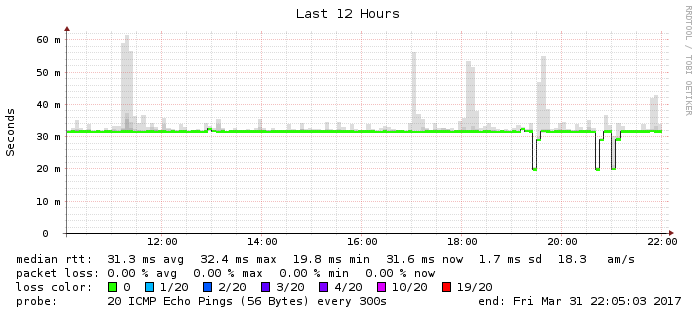 Last 12 Hours
RRDTOOL / TOBI OETIKER
Seconds
60 m
50 m
40 m
30 m
20 m
10 m
0
12:00 14:00 16:00 18:00 20:00 22:00
median rtt: 31.3 ms avg 32.4 ms max 19.8 ms min 31.6 ms now 1.7 ms sd 18.3 am/s
packet loss: 0.00 % avg 0.00 % max 0.00 % min 0.00 % now
loss color: 0 1/20 2/20 3/20 4/20 10/20 19/20
probe: 20 ICMP Echo Pings (56 Bytes) every 300s end: Fri Mar 31 22:05:03 2017